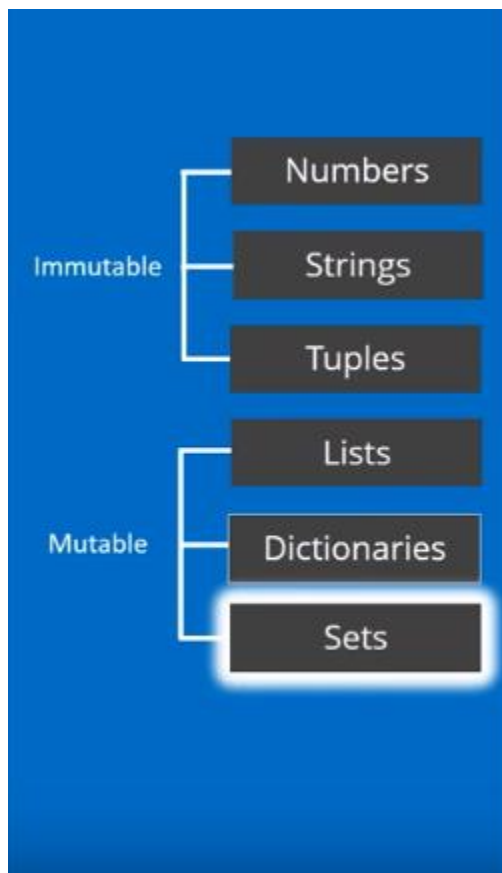 Immutable
Numbers
Strings
Tuples
Mutable
Lists
Dictionaries
Sets